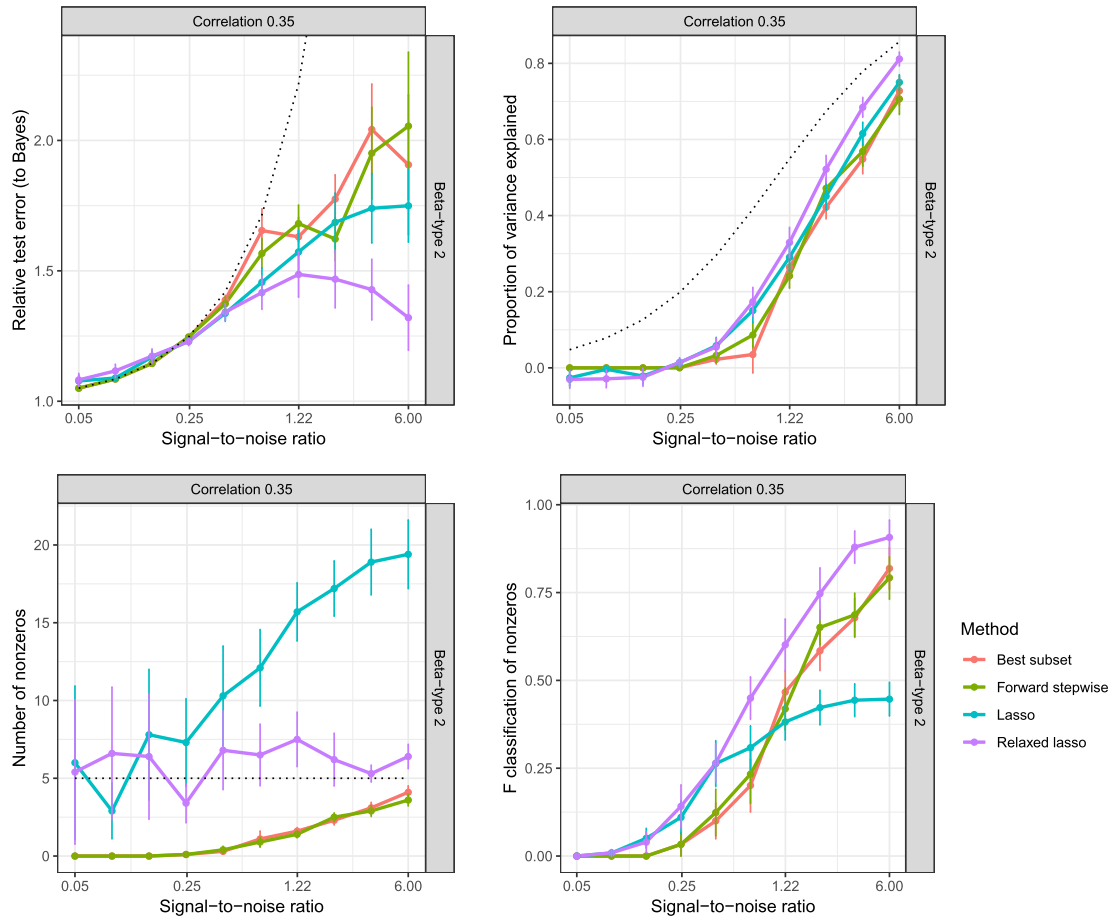 Correlation 0.35
Relative test error (to Bayes)
2.0
1.5
1.0
0.05
0.25
1.22
6.00
Signal−to−noise ratio
Beta−type 2
Correlation 0.35
Proportion of variance explained
0.8
0.6
0.4
0.2
0.0
0.05
0.25
1.22
6.00
Signal−to−noise ratio
Beta−type 2
Correlation 0.35
Number of nonzeros
20
15
10
5
0
0.05
0.25
1.22
6.00
Signal−to−noise ratio
Beta−type 2
Correlation 0.35
F classification of nonzeros
1.00
0.75
0.50
0.25
0.00
0.05
0.25
1.22
6.00
Signal−to−noise ratio
Beta−type 2
Method
Best subset
Forward stepwise
Lasso
Relaxed lasso